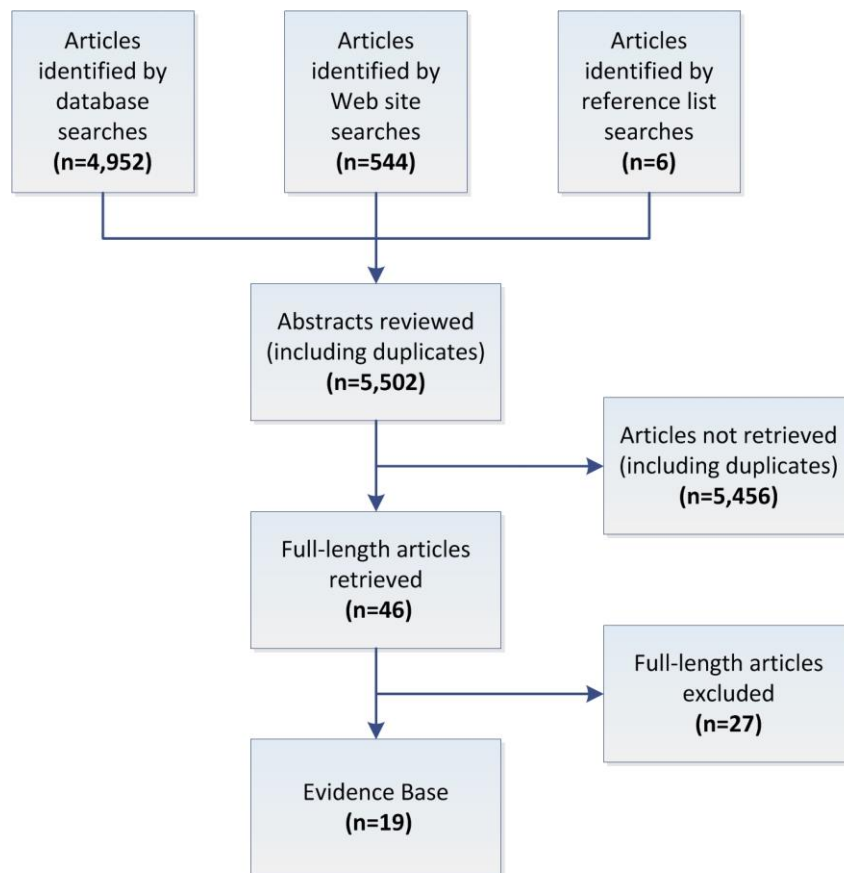 Articles
identified by
database
searches
(n=4,952)
Articles
identified by
Web site
searches
(n=544)
Articles
identified by
reference list
searches
(n=6)
Abstracts reviewed
(including duplicates)
(n=5,502)
Articles not retrieved
(including duplicates)
(n=5,456)
Full-length articles
retrieved
(n=46)
Full-length articles
excluded
(n=27)
Evidence Base
(n=19)